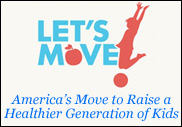 LET'S
MOVE!
America's Move to Raise a
Healthier Generation of Kids